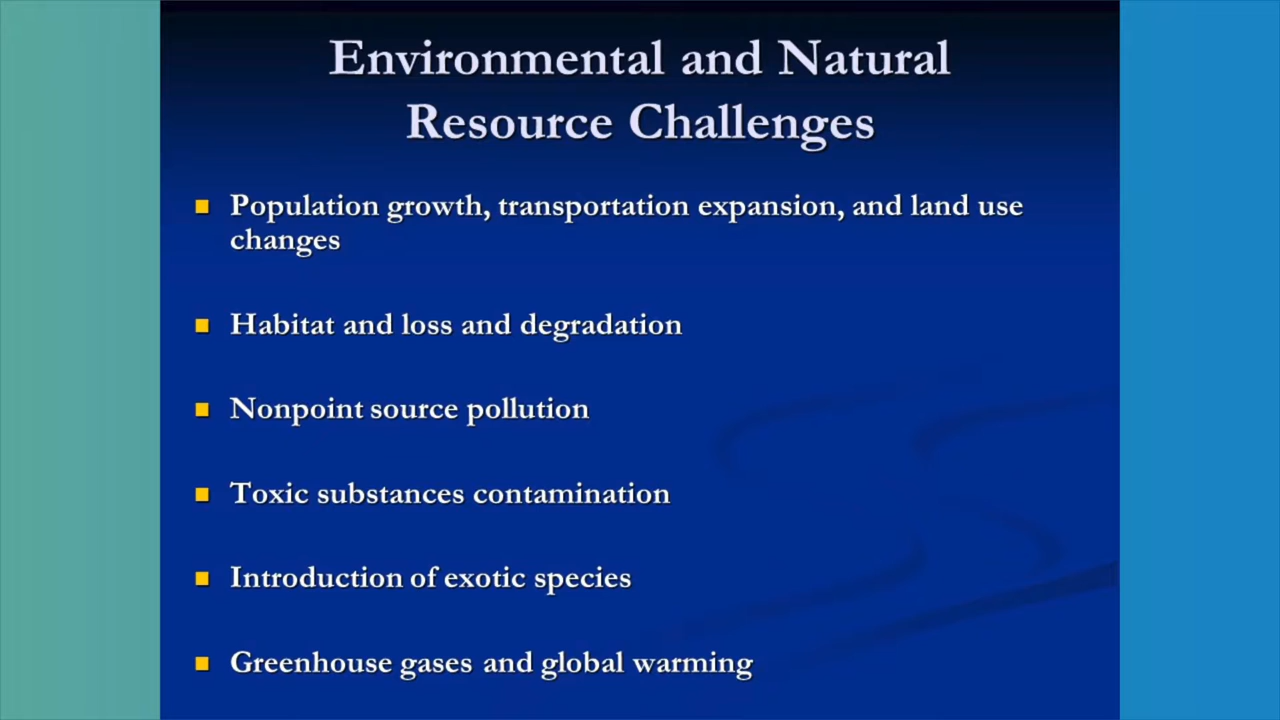 Environmental and Natural
Resource Challenges
Population growth, transportation expansion, and land use
changes
Habitat and loss and degradation
Nonpoint source pollution
Toxic substances contamination
Introduction of exotic species
Greenhouse gases and global warming